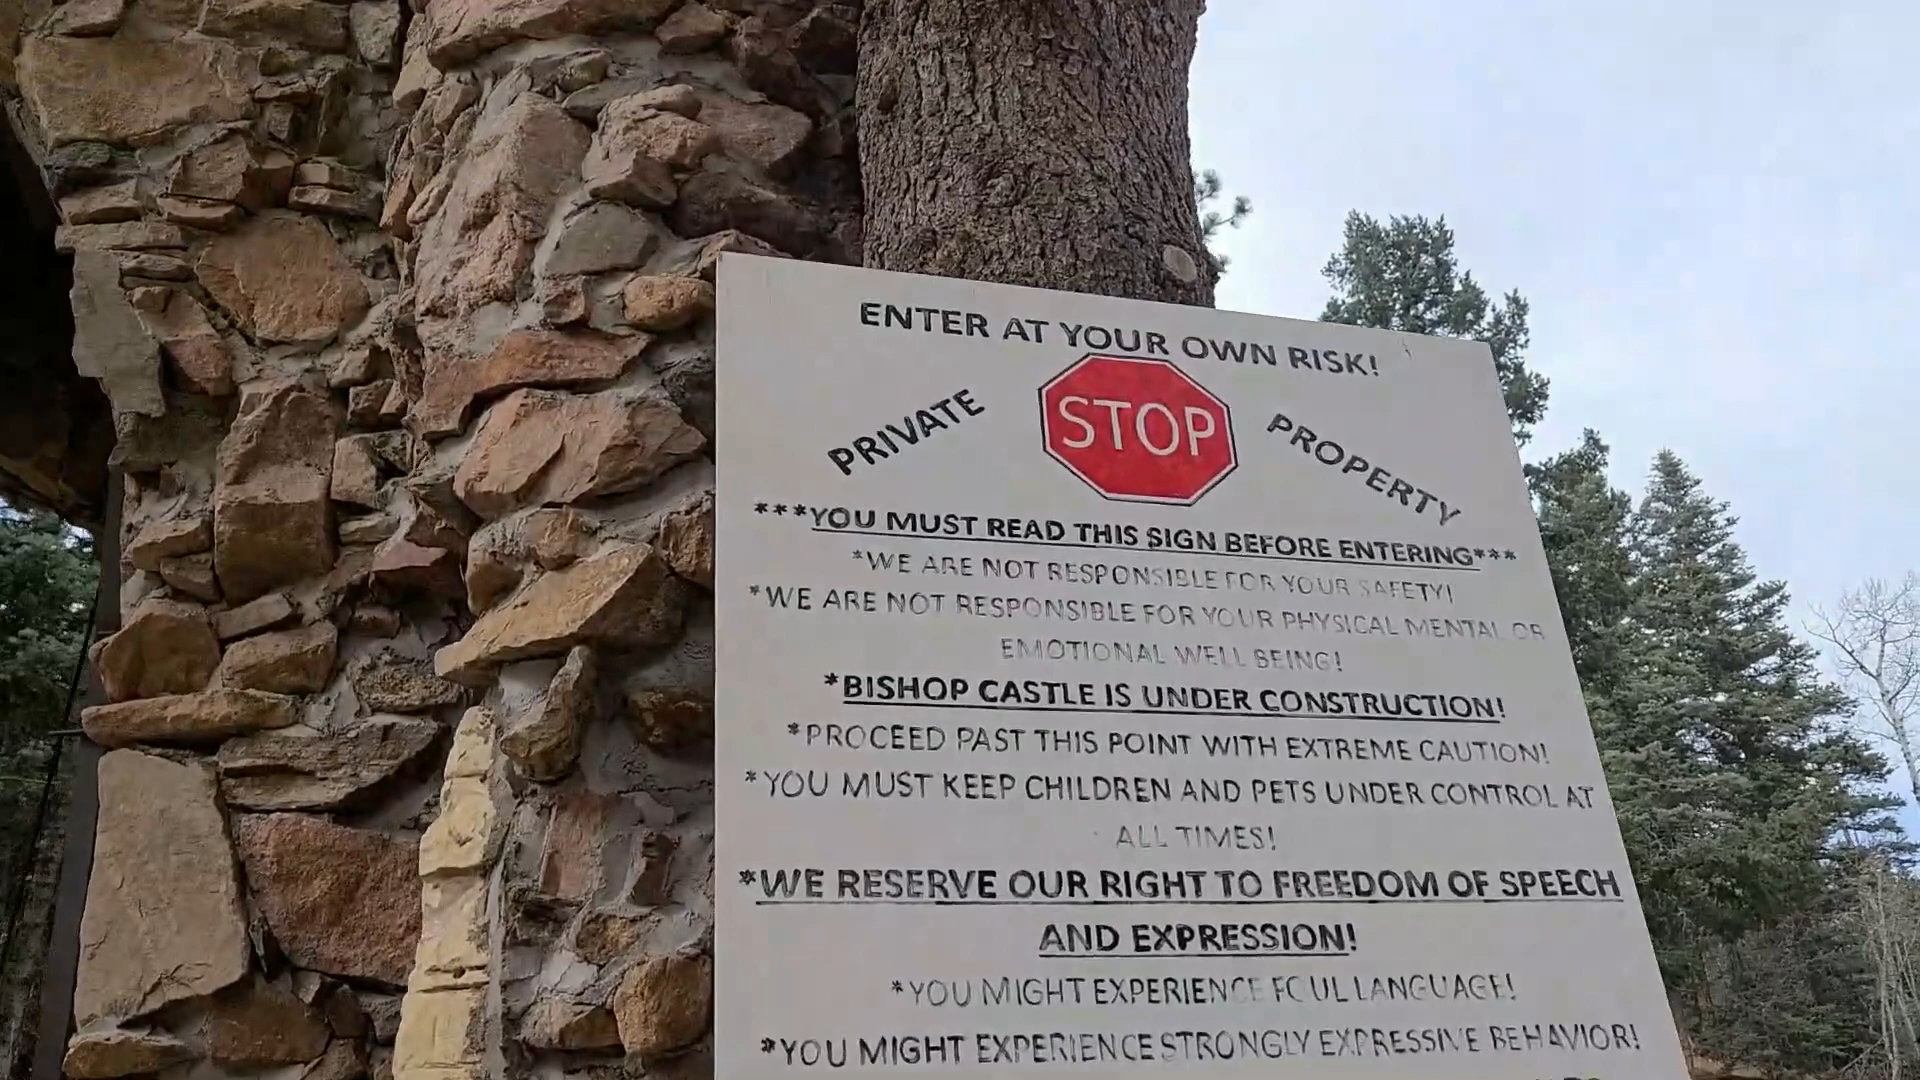 ENTER AT YOUR OWN RISK!
PRIVATE STOP PROPERTY
***YOU MUST READ THIS SIGN BEFORE ENTERING***
*WE ARE NOT RESPONSIBLE FOR YOUR SAFETY!
*WE ARE NOT RESPONSIBLE FOR YOUR PHYSICAL MENTAL OR
EMOTIONAL WELL BEING!
*BISHOP CASTLE IS UNDER CONSTRUCTION!
*PROCEED PAST THIS POINT WITH EXTREME CAUTION!
*YOU MUST KEEP CHILDREN AND PETS UNDER CONTROL AT
ALL TIMES!
*WE RESERVE OUR RIGHT TO FREEDOM OF SPEECH
AND EXPRESSION!
*YOU MIGHT EXPERIENCE FOUL LANGUAGE!
*YOU MIGHT EXPERIENCE STRONGLY EXPRESSIVE BEHAVIOR!